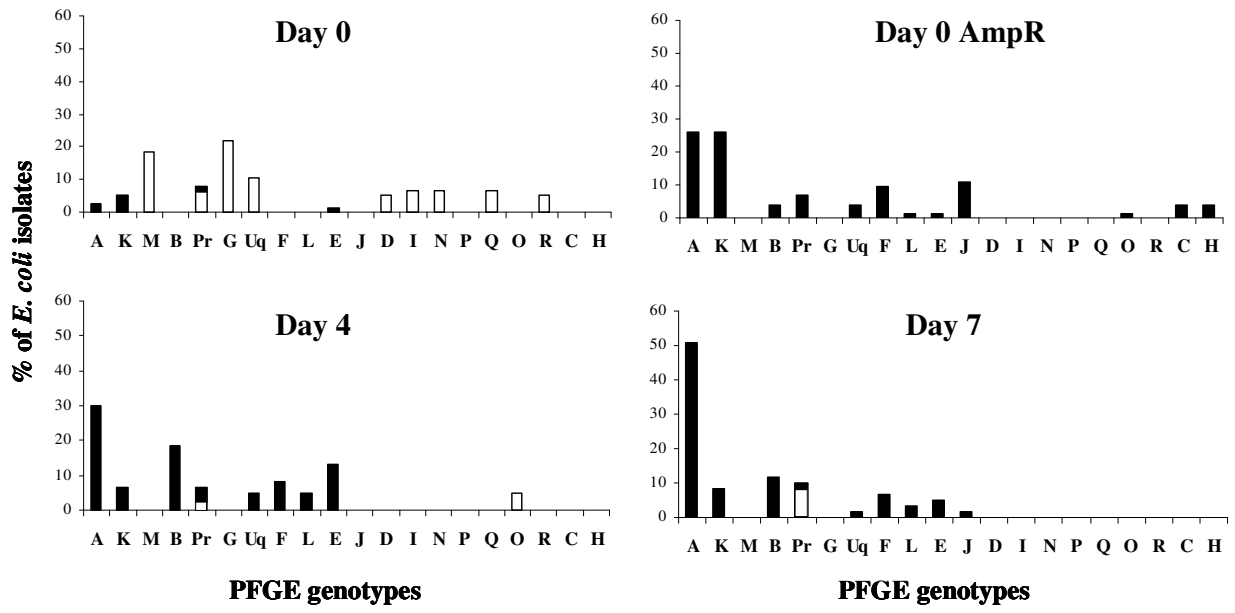 Day 0
60
50
40
30
20
10
0
A K M B Pr G Uq F L E J D I N P Q O R C H
Day 0 AmpR
60
50
40
30
20
10
0
A K M B Pr G Uq F L E J D I N P Q O R C H
% of E. coli isolates
Day 4
60
50
40
30
20
10
0
A K M B Pr G Uq F L E J D I N P Q O R C H
PFGE genotypes
Day 7
60
50
40
30
20
10
0
A K M B Pr G Uq F L E J D I N P Q O R C H
PFGE genotypes